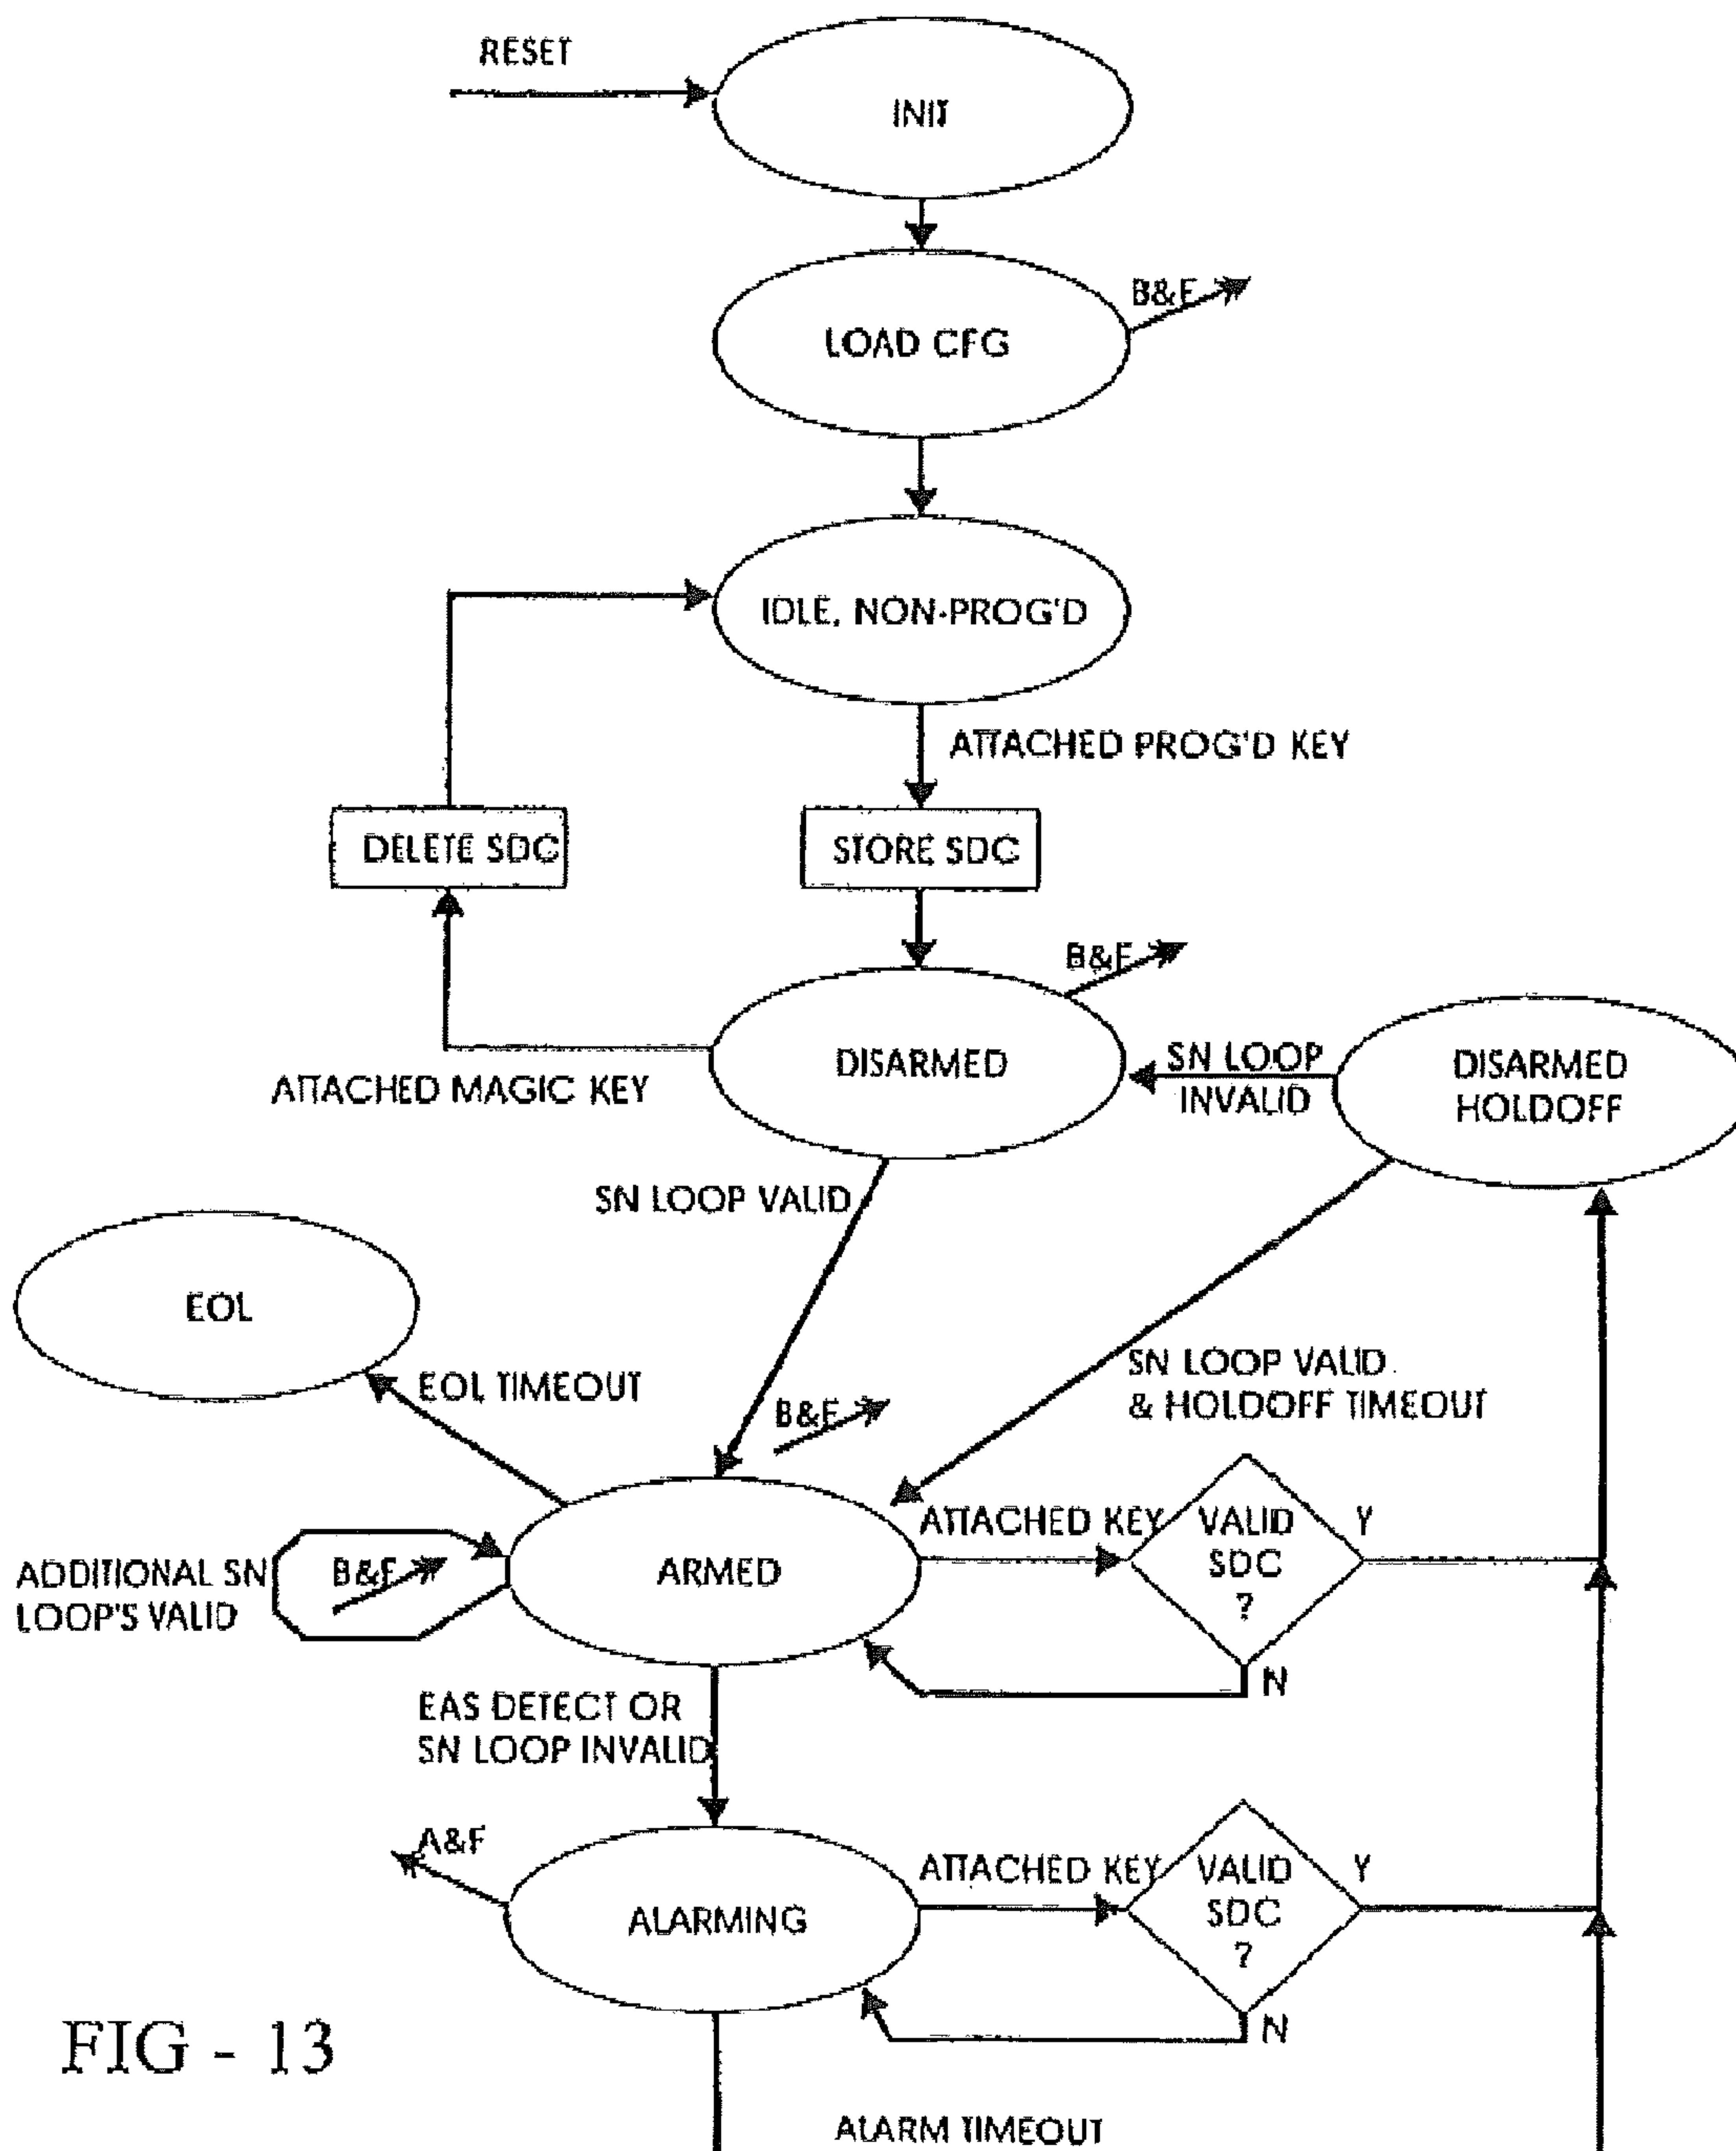 RESET
INIT
LOAD CFG
B&F
IDLE, NON-PROG'D
ATTACHED PROG'D KEY
DELETE SDC
STORE SDC
B&F
DISARMED
SN LOOP
INVALID
DISARMED
HOLDOFF
ATTACHED MAGIC KEY
SN LOOP VALID
EOL
EOL TIMEOUT
SN LOOP VALID
& HOLDOFF TIMEOUT
B&F
ADDITIONAL SN
LOOP'S VALID
B&F
ARMED
ATTACHED KEY
VALID
SDC
?
Y
N
EAS DETECT OR
SN LOOP INVALID
A&F
ALARMING
ATTACHED KEY
VALID
SDC
?
Y
N
FIG - 13
ALARM TIMEOUT